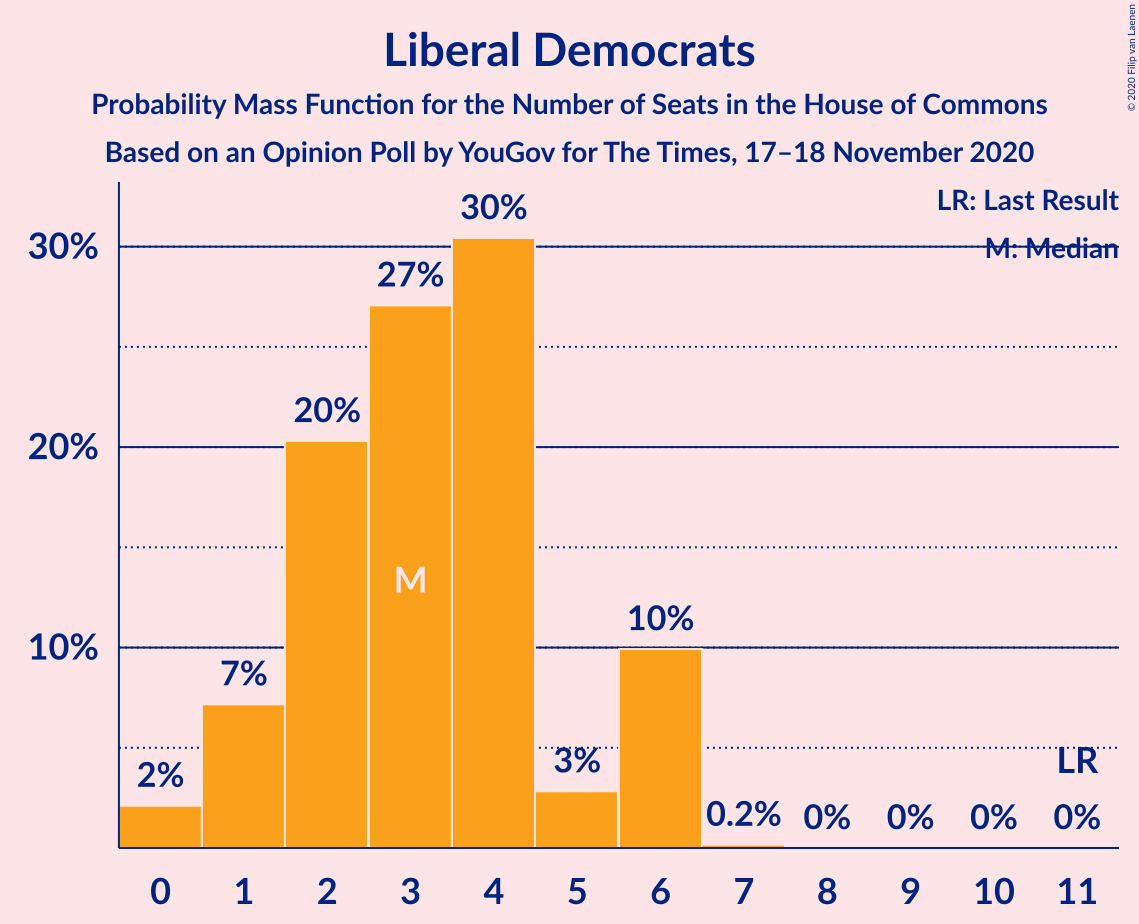 Liberal Democrats
Probability Mass Function for the Number of Seats in the House of Commons
Based on an Opinion Poll by YouGov for The Times, 17–18 November 2020
© 2020 Filip van Laenen
LR: Last Result
M: Median
30%
20%
10%
2%
7%
20%
27%
M
30%
3%
10%
0.2%
0%
0%
0%
LR
0%
0 1 2 3 4 5 6 7 8 9 10 11